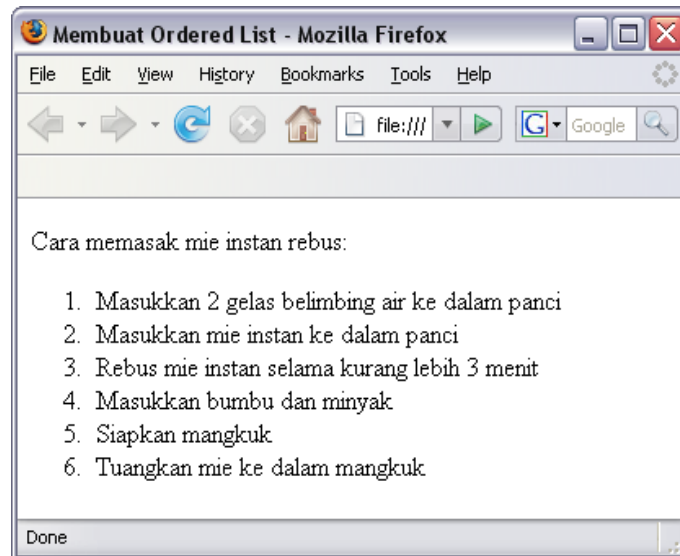 Membuat Ordered List - Mozilla Firefox
File Edit View History Bookmarks Tools Help
file:/// G Google
Cara memasak mie instan rebus:
1. Masukkan 2 gelas belimbing air ke dalam panci
2. Masukkan mie instan ke dalam panci
3. Rebus mie instan selama kurang lebih 3 menit
4. Masukkan bumbu dan minyak
5. Siapkan mangkuk
6. Tuangkan mie ke dalam mangkuk
Done